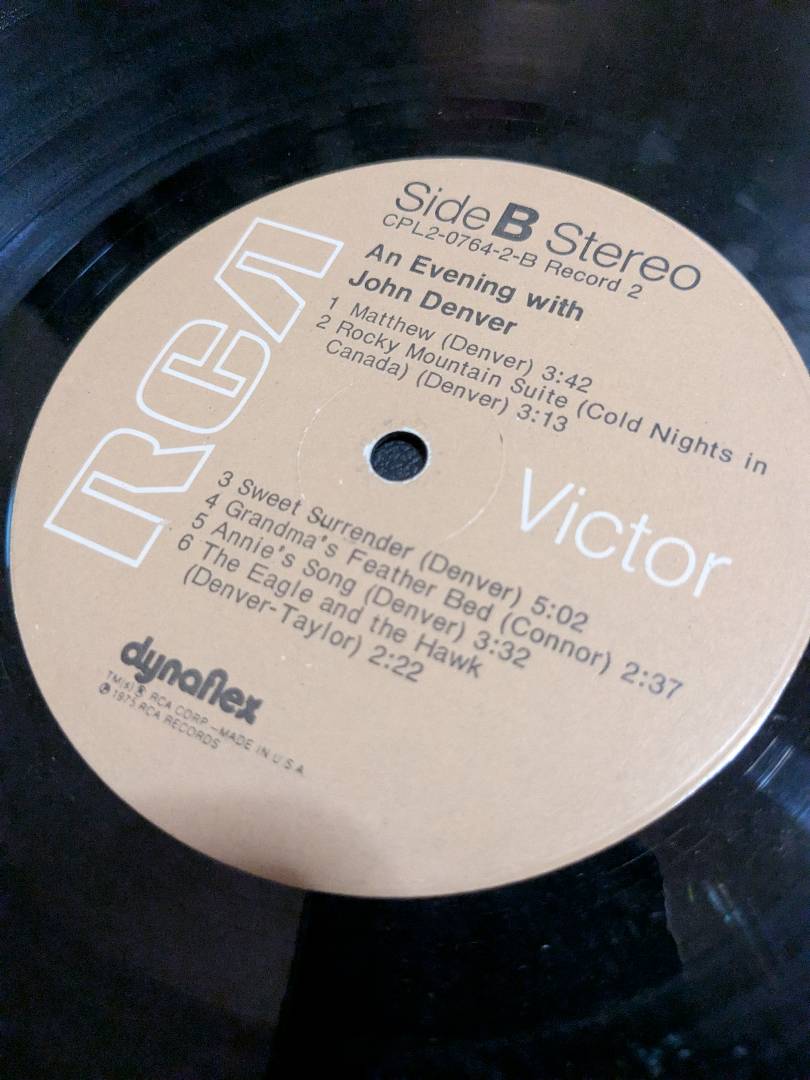 Side B Stereo
CPL2-0764-2-B Record 2
An Evening with
John Denver
1 Matthew (Denver) 3:42
2 Rocky Mountain Suite (Cold Nights in
Canada) (Denver) 3:13
RCA
Victor
3 Sweet Surrender (Denver) 5:02
4 Grandma's Feather Bed (Connor) 2:37
5 Annie's Song (Denver) 3:32
6 The Eagle and the Hawk
(Denver-Taylor) 2:22
dynaflex
TM(s)® RCA CORP.—MADE IN U.S.A.
℗ 1975, RCA RECORDS